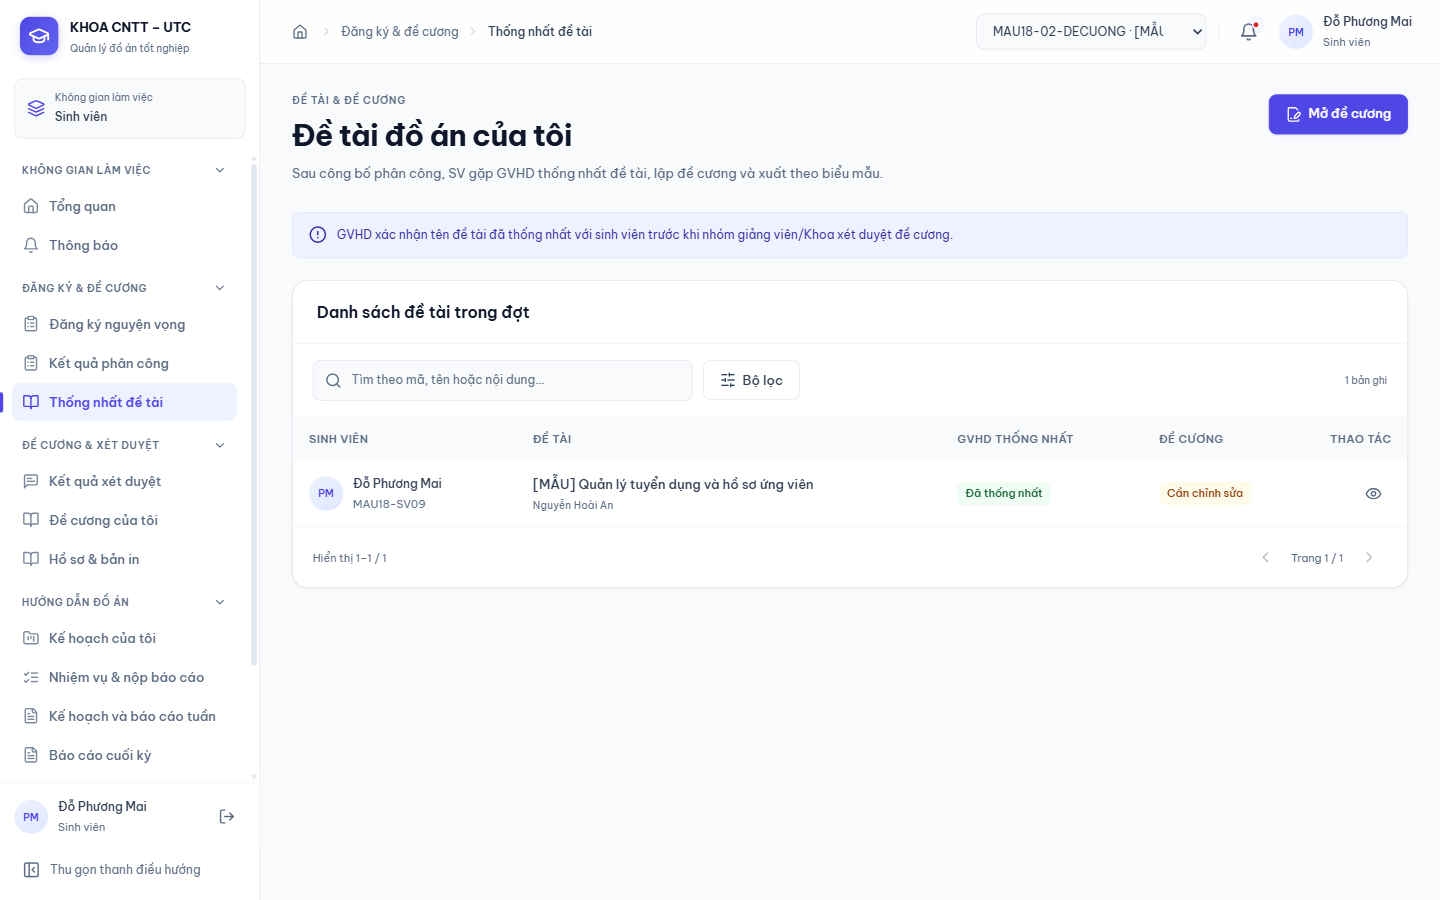 KHOA CNTT – UTC
Quản lý đồ án tốt nghiệp
Không gian làm việc
Sinh viên
KHÔNG GIAN LÀM VIỆC
Tổng quan
Thông báo
ĐĂNG KÝ & ĐỀ CƯƠNG
Đăng ký nguyện vọng
Kết quả phân công
Thống nhất đề tài
ĐỀ CƯƠNG & XÉT DUYỆT
Kết quả xét duyệt
Đề cương của tôi
Hồ sơ & bản in
HƯỚNG DẪN ĐỒ ÁN
Kế hoạch của tôi
Nhiệm vụ & nộp báo cáo
Kế hoạch và báo cáo tuần
Báo cáo cuối kỳ
PM
Đỗ Phương Mai
Sinh viên
Thu gọn thanh điều hướng
Đăng ký & đề cương
Thống nhất đề tài
MAU18-02-DECUONG · [MẪU
PM
Đỗ Phương Mai
Sinh viên
ĐỀ TÀI & ĐỀ CƯƠNG
Đề tài đồ án của tôi
Sau công bố phân công, SV gặp GVHD thống nhất đề tài, lập đề cương và xuất theo biểu mẫu.
Mở đề cương
GVHD xác nhận tên đề tài đã thống nhất với sinh viên trước khi nhóm giảng viên/Khoa xét duyệt đề cương.
Danh sách đề tài trong đợt
Tìm theo mã, tên hoặc nội dung...
Bộ lọc
1 bản ghi
SINH VIÊN
ĐỀ TÀI
GVHD THỐNG NHẤT
ĐỀ CƯƠNG
THAO TÁC
PM
Đỗ Phương Mai
MAU18-SV09
[MẪU] Quản lý tuyển dụng và hồ sơ ứng viên
Nguyễn Hoài An
Đã thống nhất
Cần chỉnh sửa
Hiển thị 1–1 / 1
Trang 1 / 1